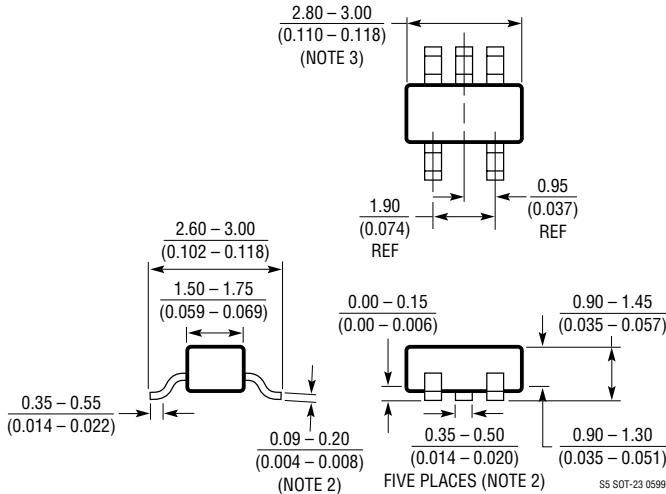 2.80 – 3.00
(0.110 – 0.118)
(NOTE 3)
1.90
(0.074)
REF
0.95
(0.037)
REF
2.60 – 3.00
(0.102 – 0.118)
1.50 – 1.75
(0.059 – 0.069)
0.00 – 0.15
(0.00 – 0.006)
0.90 – 1.45
(0.035 – 0.057)
0.35 – 0.55
(0.014 – 0.022)
0.09 – 0.20
(0.004 – 0.008)
(NOTE 2)
0.35 – 0.50
(0.014 – 0.020)
FIVE PLACES (NOTE 2)
0.90 – 1.30
(0.035 – 0.051)
S5 SOT-23 0599